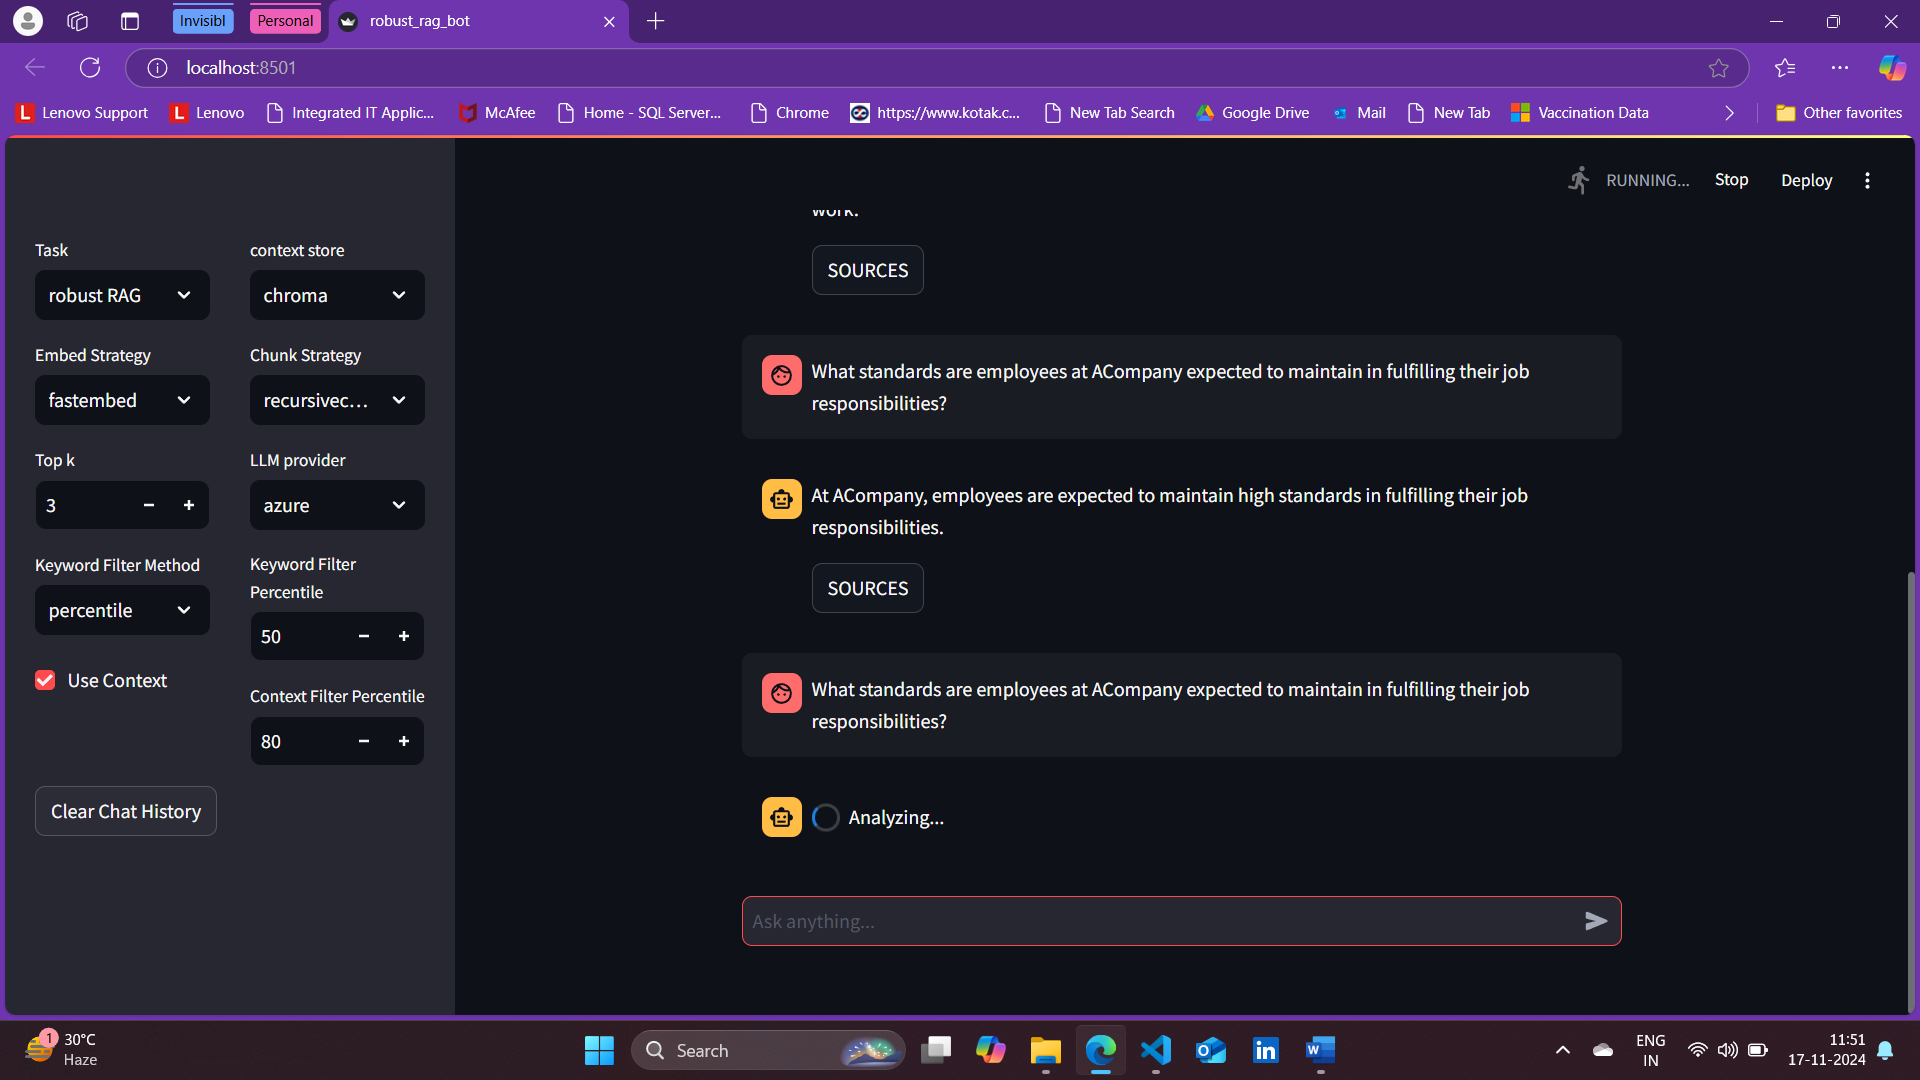 Invisibl
Personal
robust_rag_bot
localhost:8501
Lenovo Support
Lenovo
Integrated IT Applic...
McAfee
Home - SQL Server...
Chrome
https://www.kotak.c...
New Tab Search
Google Drive
Mail
New Tab
Vaccination Data
Other favorites
RUNNING...
Stop
Deploy
Task
context store
robust RAG
chroma
Embed Strategy
Chunk Strategy
fastembed
recursivec...
Top k
LLM provider
3
azure
Keyword Filter Method
Keyword Filter
Percentile
percentile
50
Use Context
Context Filter Percentile
80
Clear Chat History
work.
SOURCES
What standards are employees at ACompany expected to maintain in fulfilling their job
responsibilities?
At ACompany, employees are expected to maintain high standards in fulfilling their job
responsibilities.
SOURCES
What standards are employees at ACompany expected to maintain in fulfilling their job
responsibilities?
Analyzing...
Ask anything...
1
30°C
Haze
Search
ENG
IN
11:51
17-11-2024